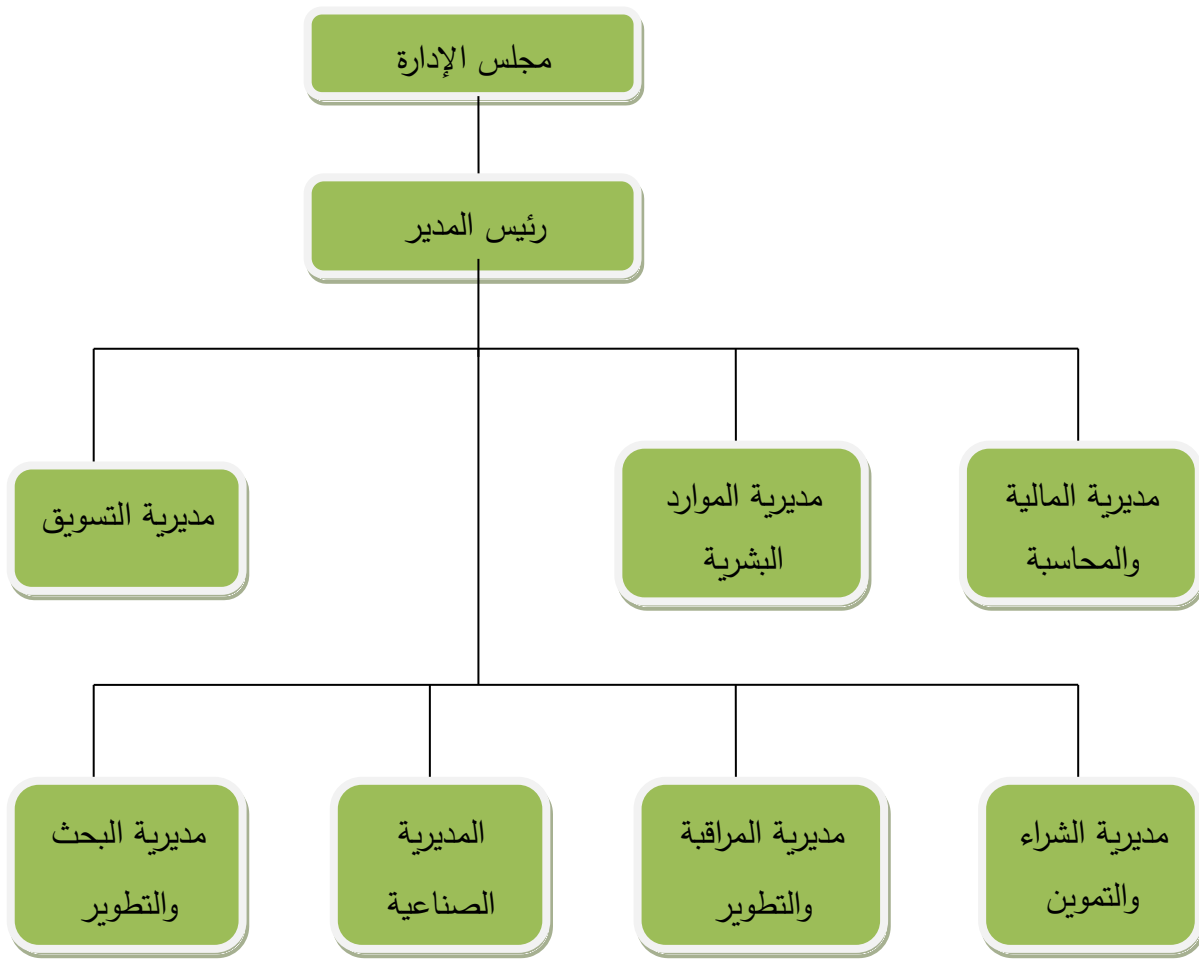 مجلس الإدارة
رئيس المدير
مديرية المالية
والمحاسبة
مديرية الموارد
البشرية
مديرية التسويق
مديرية الشراء
والتموين
مديرية المراقبة
والتطوير
المديرية
الصناعية
مديرية البحث
والتطوير